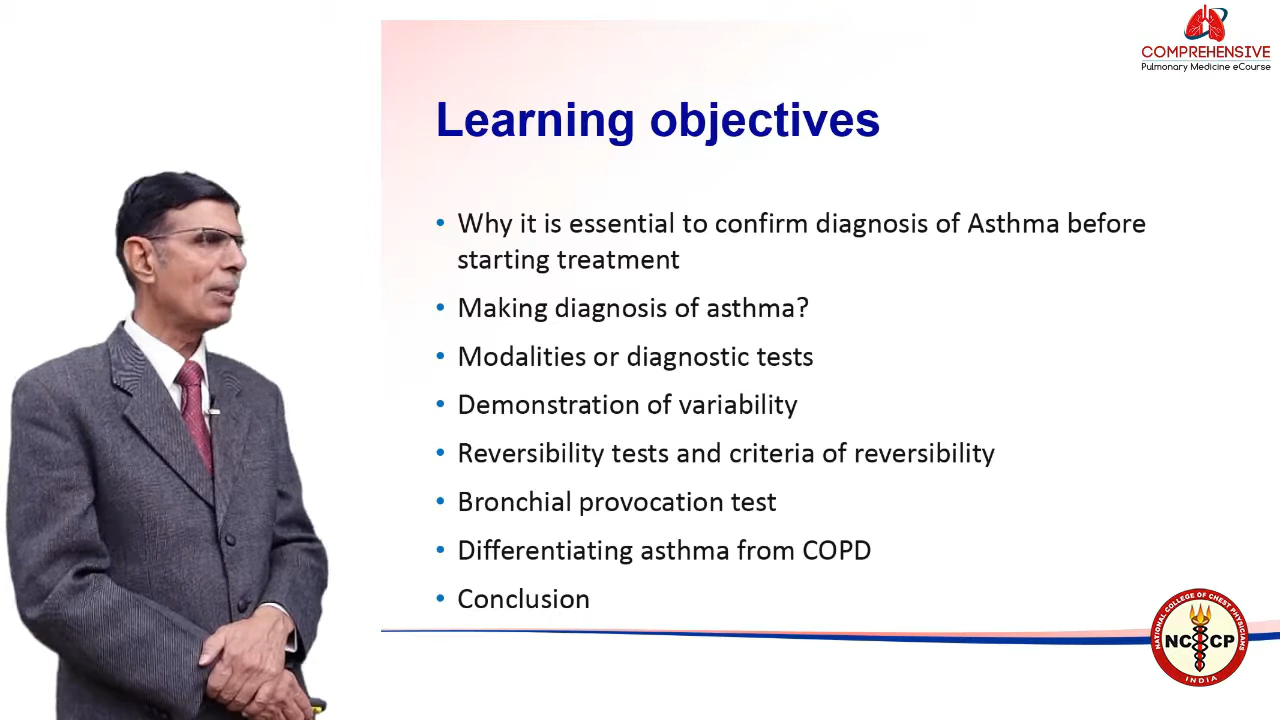 COMPREHENSIVE
Pulmonary Medicine eCourse
Learning objectives
• Why it is essential to confirm diagnosis of Asthma before
starting treatment
• Making diagnosis of asthma?
• Modalities or diagnostic tests
• Demonstration of variability
• Reversibility tests and criteria of reversibility
• Bronchial provocation test
• Differentiating asthma from COPD
• Conclusion
NATIONAL COLLEGE OF CHEST PHYSICIANS
NCCP
INDIA